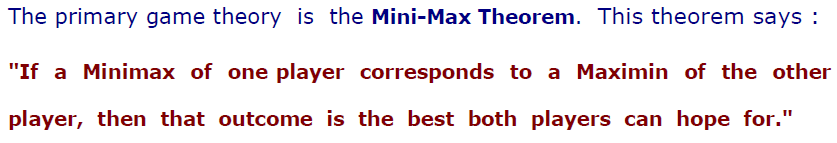 The primary game theory is the Mini-Max Theorem. This theorem says :
"If a Minimax of one player corresponds to a Maximin of the other
player, then that outcome is the best both players can hope for."